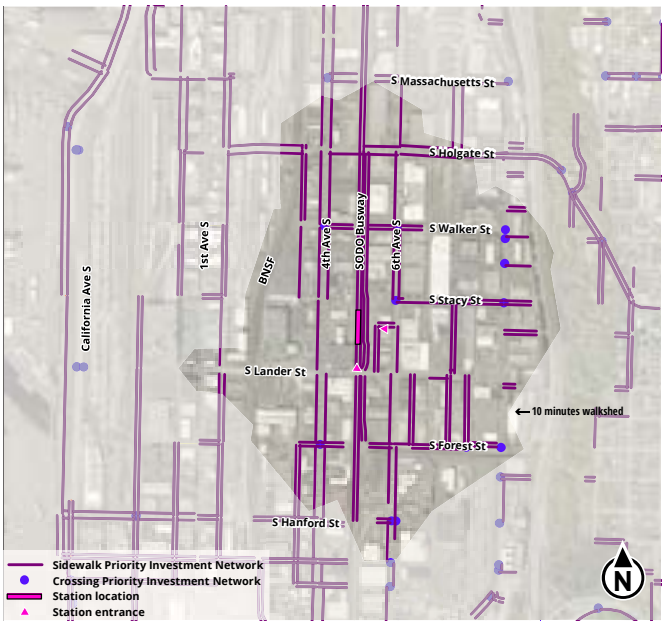 S Massachusetts St
S Holgate St
1st Ave S
4th Ave S
SODO Busway
6th Ave S
S Walker St
BNSF
California Ave S
S Stacy St
S Lander St
← 10 minutes walkshed
S Forest St
S Hanford St
Sidewalk Priority Investment Network
Crossing Priority Investment Network
Station location
Station entrance
N